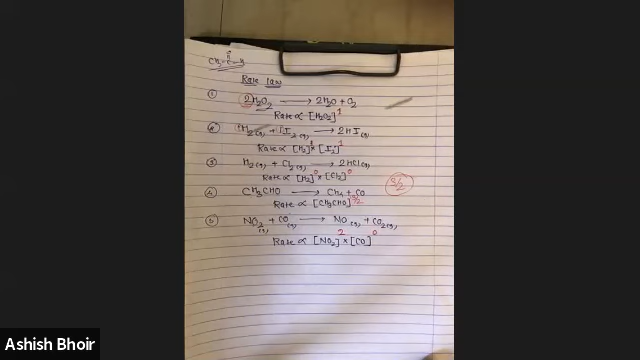 CH3-C-H
H
Rate law
① 2H2O2 → 2H2O + O2
Rate ∝ [H2O2]1
② H2(g) + I2(g) → 2HI(g)
Rate ∝ [H2]1 × [I2]1
③ H2(g) + Cl2(g) → 2HCl(g)
Rate ∝ [H2]0 × [Cl2]0
④ CH3CHO → CH4 + CO
Rate ∝ [CH3CHO]3/2
3/2
⑤ NO2(g) + CO(g) → NO(g) + CO2(g)
Rate ∝ [NO2]2 × [CO]0
Ashish Bhoir